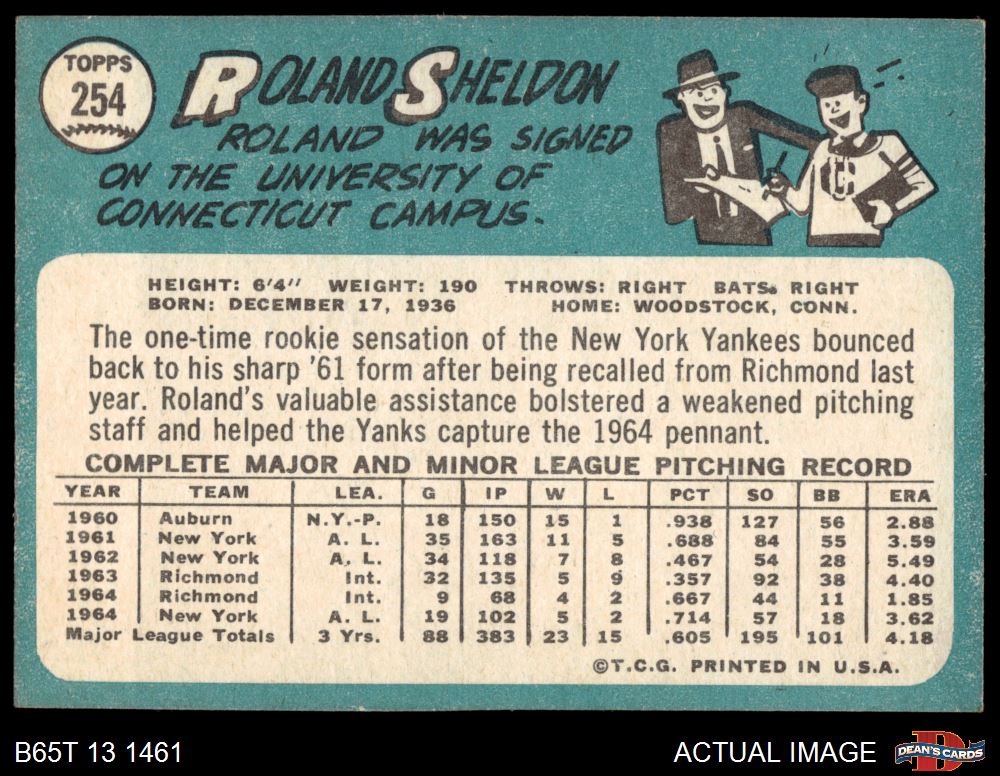 TOPPS
254
ROLAND SHELDON
ROLAND WAS SIGNED
ON THE UNIVERSITY OF
CONNECTICUT CAMPUS.
C
HEIGHT: 6'4" WEIGHT: 190 THROWS: RIGHT BATS: RIGHT
BORN: DECEMBER 17, 1936 HOME: WOODSTOCK, CONN.
The one-time rookie sensation of the New York Yankees bounced
back to his sharp '61 form after being recalled from Richmond last
year. Roland's valuable assistance bolstered a weakened pitching
staff and helped the Yanks capture the 1964 pennant.
COMPLETE MAJOR AND MINOR LEAGUE PITCHING RECORD
YEAR TEAM LEA. G IP W L PCT SO BB ERA
1960 Auburn N.Y.-P. 18 150 15 1 .938 127 56 2.88
1961 New York A. L. 35 163 11 5 .688 84 55 3.59
1962 New York A. L. 34 118 7 8 .467 54 28 5.49
1963 Richmond Int. 32 135 5 9 .357 92 38 4.40
1964 Richmond Int. 9 68 4 2 .667 44 11 1.85
1964 New York A. L. 19 102 5 2 .714 57 18 3.62
Major League Totals 3 Yrs. 88 383 23 15 .605 195 101 4.18
©T.C.G. PRINTED IN U.S.A.
B65T 13 1461 ACTUAL IMAGE DEAN'S CARDS